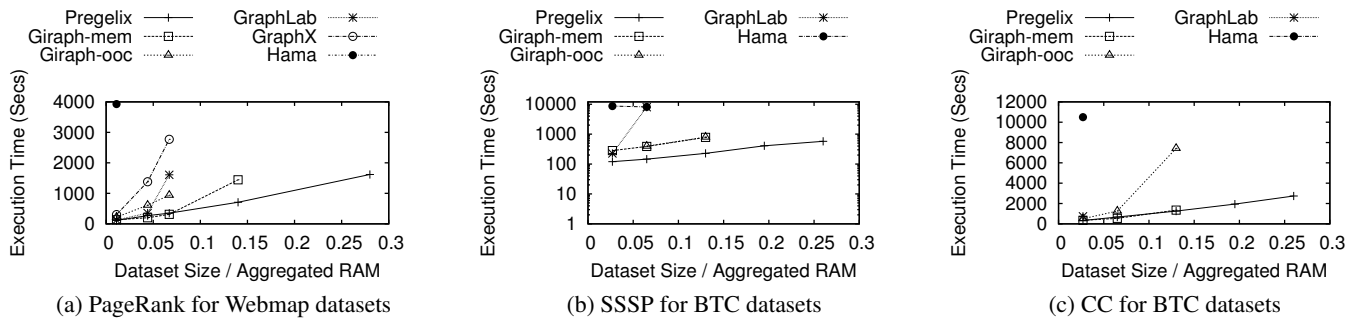 Pregelix
Giraph-mem
Giraph-ooc
GraphLab
GraphX
Hama
Execution Time (Secs)
4000
3000
2000
1000
0
0 0.05 0.1 0.15 0.2 0.25 0.3
Dataset Size / Aggregated RAM
(a) PageRank for Webmap datasets
Pregelix
Giraph-mem
Giraph-ooc
GraphLab
Hama
Execution Time (Secs)
10000
1000
100
10
1
0 0.05 0.1 0.15 0.2 0.25 0.3
Dataset Size / Aggregated RAM
(b) SSSP for BTC datasets
Pregelix
Giraph-mem
Giraph-ooc
GraphLab
Hama
Execution Time (Secs)
12000
10000
8000
6000
4000
2000
0
0 0.05 0.1 0.15 0.2 0.25 0.3
Dataset Size / Aggregated RAM
(c) CC for BTC datasets